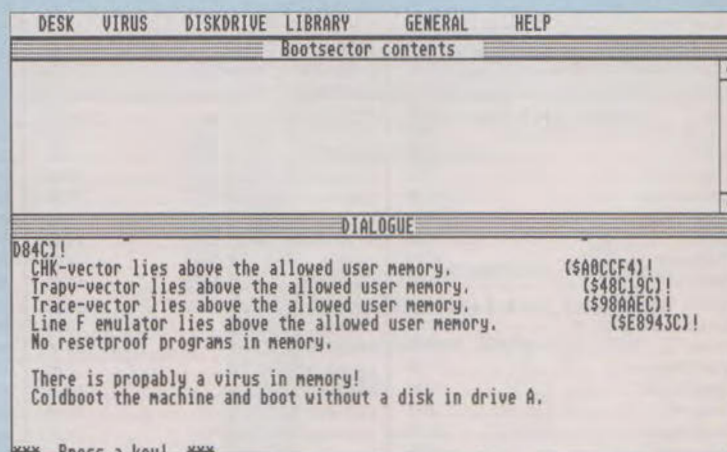 DESK VIRUS DISKDRIVE LIBRARY GENERAL HELP
Bootsector contents
DIALOGUE
D84C)!
CHK-vector lies above the allowed user memory. ($A8CCF4)!
Trapv-vector lies above the allowed user memory. ($48C19C)!
Trace-vector lies above the allowed user memory. ($98AAEC)!
Line F emulator lies above the allowed user memory. ($E8943C)!
No resetproof programs in memory.
There is propably a virus in memory!
Coldboot the machine and boot without a disk in drive A.
*** Press a key! ***